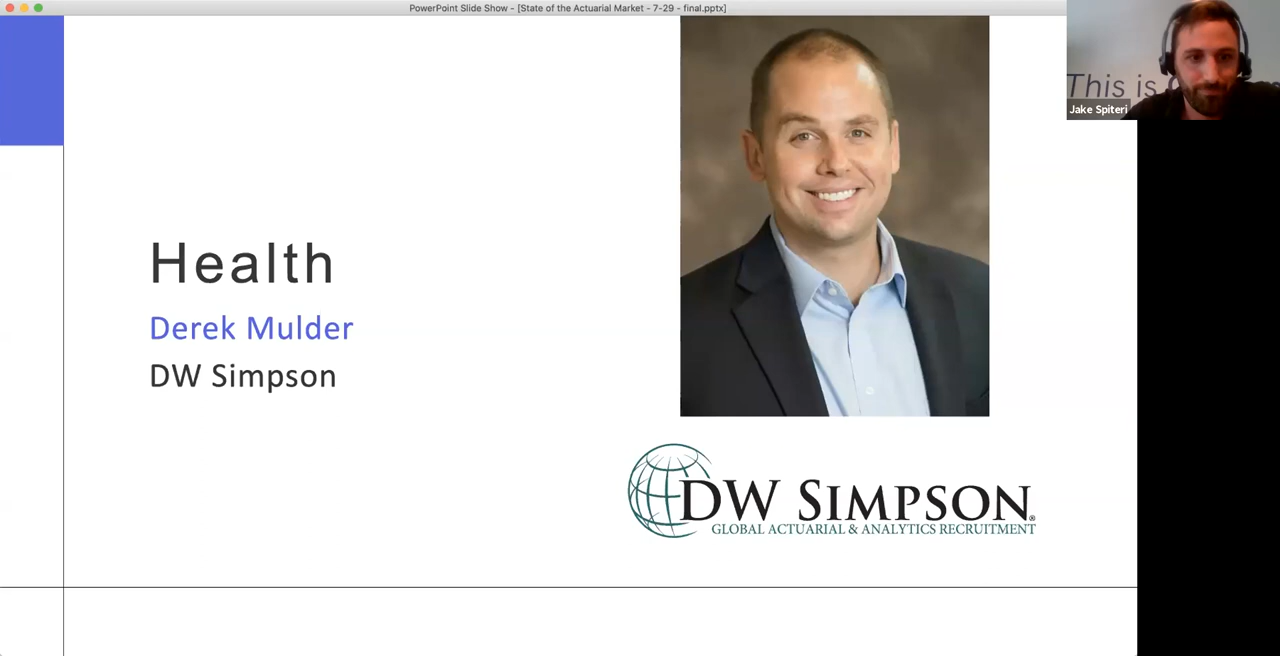 PowerPoint Slide Show - [State of the Actuarial Market - 7-29 - final.pptx]
This is
Jake Spiteri
Health
Derek Mulder
DW Simpson
DW SIMPSON®
GLOBAL ACTUARIAL & ANALYTICS RECRUITMENT